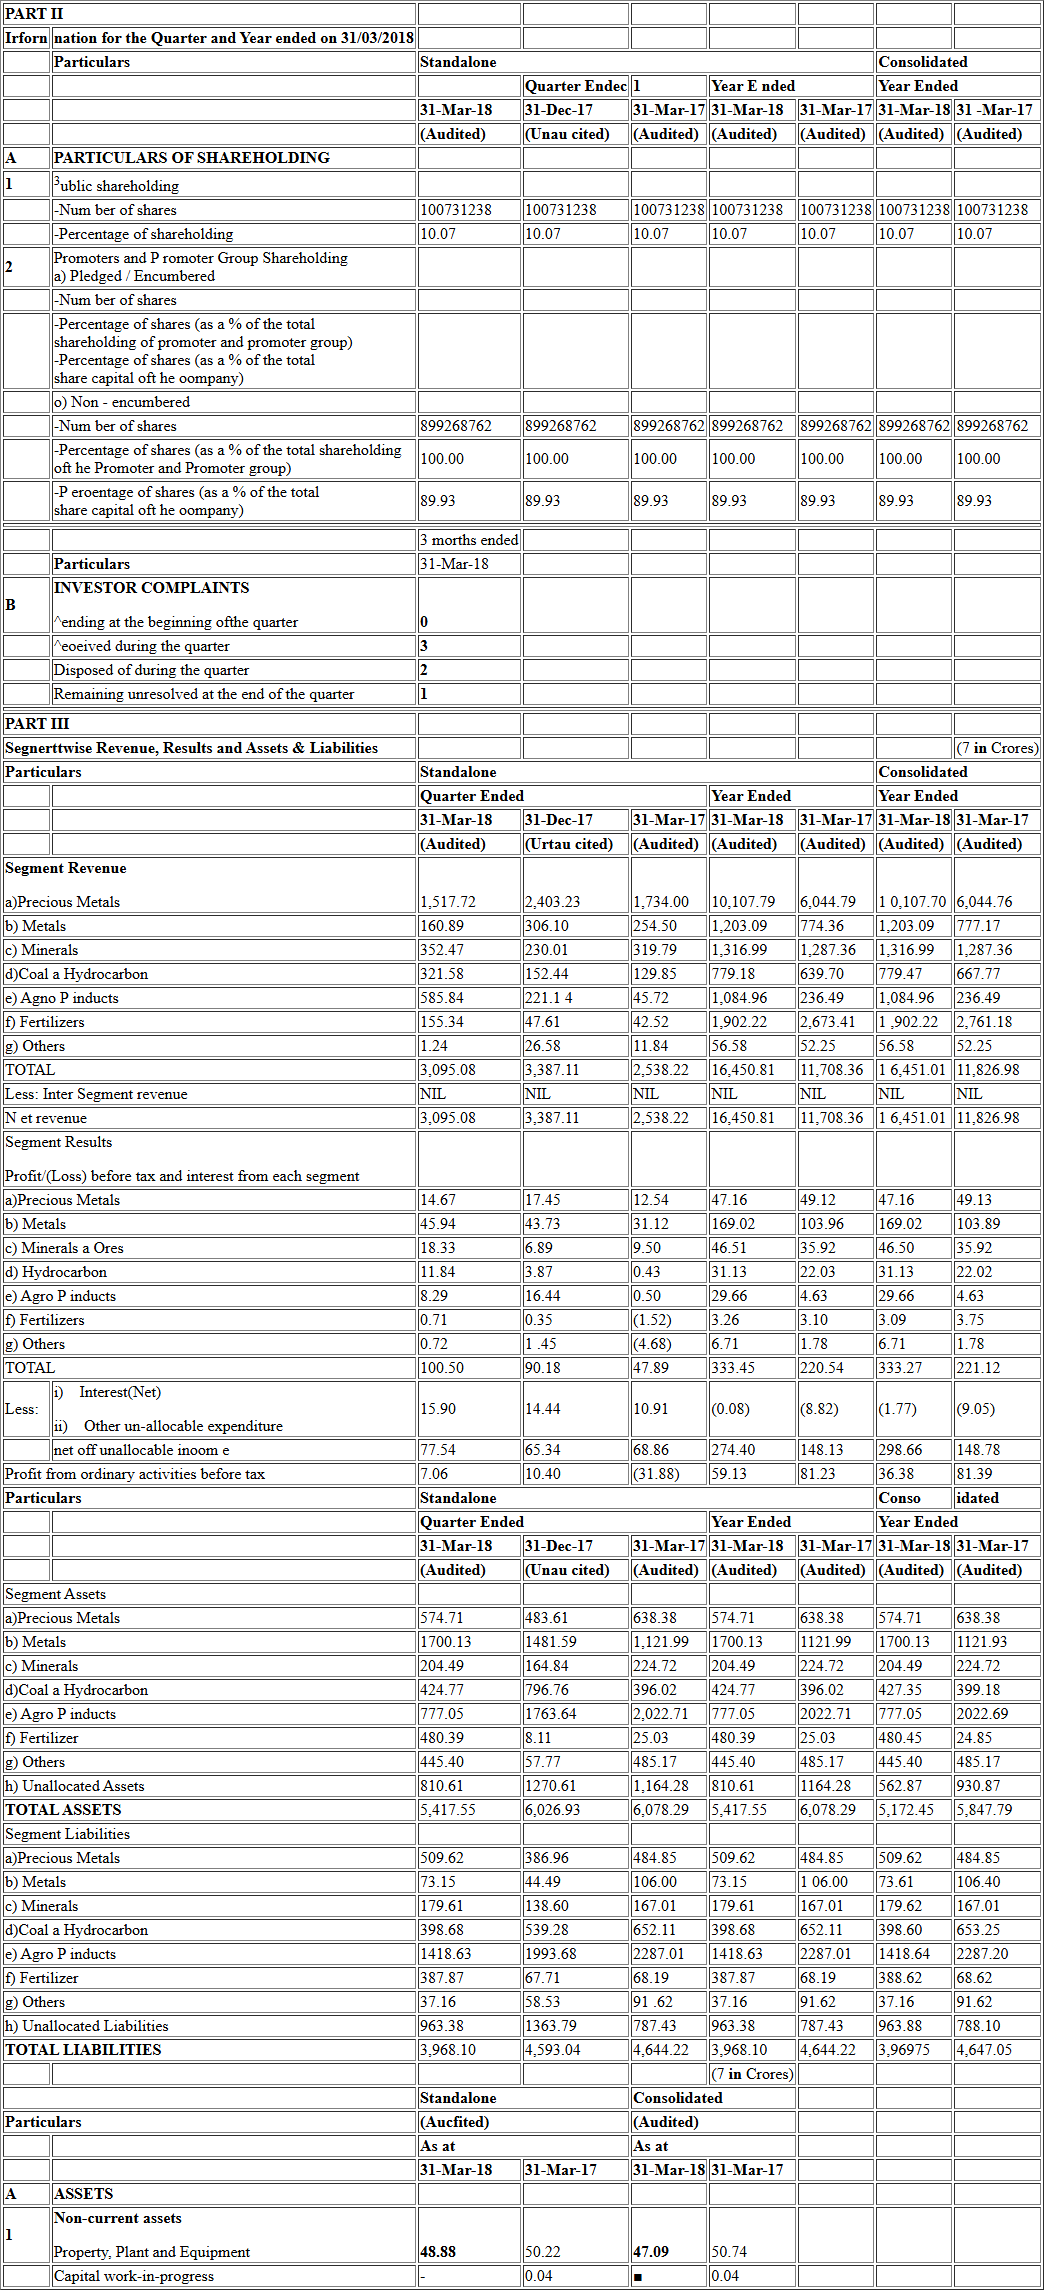 PART II
Irforn nation for the Quarter and Year ended on 31/03/2018
Particulars Standalone Consolidated
Quarter Endec 1 Year E nded Year Ended
31-Mar-18 31-Dec-17 31-Mar-17 31-Mar-18 31-Mar-17 31-Mar-18 31 -Mar-17
(Audited) (Unau cited) (Audited) (Audited) (Audited) (Audited) (Audited)
A PARTICULARS OF SHAREHOLDING
1 3ublic shareholding
-Num ber of shares 100731238 100731238 100731238 100731238 100731238 100731238 100731238
-Percentage of shareholding 10.07 10.07 10.07 10.07 10.07 10.07 10.07
2 Promoters and P romoter Group Shareholding
a) Pledged / Encumbered
-Num ber of shares
-Percentage of shares (as a % of the total
shareholding of promoter and promoter group)
-Percentage of shares (as a % of the total
share capital oft he oompany)
o) Non - encumbered
-Num ber of shares 899268762 899268762 899268762 899268762 899268762 899268762 899268762
-Percentage of shares (as a % of the total shareholding
oft he Promoter and Promoter group) 100.00 100.00 100.00 100.00 100.00 100.00 100.00
-P eroentage of shares (as a % of the total
share capital oft he oompany) 89.93 89.93 89.93 89.93 89.93 89.93 89.93
3 morths ended
Particulars 31-Mar-18
B INVESTOR COMPLAINTS
^ending at the beginning ofthe quarter 0
^eoeived during the quarter 3
Disposed of during the quarter 2
Remaining unresolved at the end of the quarter 1
PART III
Segnerttwise Revenue, Results and Assets & Liabilities (7 in Crores)
Particulars Standalone Consolidated
Quarter Ended Year Ended Year Ended
31-Mar-18 31-Dec-17 31-Mar-17 31-Mar-18 31-Mar-17 31-Mar-18 31-Mar-17
(Audited) (Urtau cited) (Audited) (Audited) (Audited) (Audited) (Audited)
Segment Revenue
a)Precious Metals 1,517.72 2,403.23 1,734.00 10,107.79 6,044.79 1 0,107.70 6,044.76
b) Metals 160.89 306.10 254.50 1,203.09 774.36 1,203.09 777.17
c) Minerals 352.47 230.01 319.79 1,316.99 1,287.36 1,316.99 1,287.36
d)Coal a Hydrocarbon 321.58 152.44 129.85 779.18 639.70 779.47 667.77
e) Agno P inducts 585.84 221.1 4 45.72 1,084.96 236.49 1,084.96 236.49
f) Fertilizers 155.34 47.61 42.52 1,902.22 2,673.41 1 ,902.22 2,761.18
g) Others 1.24 26.58 11.84 56.58 52.25 56.58 52.25
TOTAL 3,095.08 3,387.11 2,538.22 16,450.81 11,708.36 1 6,451.01 11,826.98
Less: Inter Segment revenue NIL NIL NIL NIL NIL NIL NIL
N et revenue 3,095.08 3,387.11 2,538.22 16,450.81 11,708.36 1 6,451.01 11,826.98
Segment Results
Profit/(Loss) before tax and interest from each segment
a)Precious Metals 14.67 17.45 12.54 47.16 49.12 47.16 49.13
b) Metals 45.94 43.73 31.12 169.02 103.96 169.02 103.89
c) Minerals a Ores 18.33 6.89 9.50 46.51 35.92 46.50 35.92
d) Hydrocarbon 11.84 3.87 0.43 31.13 22.03 31.13 22.02
e) Agro P inducts 8.29 16.44 0.50 29.66 4.63 29.66 4.63
f) Fertilizers 0.71 0.35 (1.52) 3.26 3.10 3.09 3.75
g) Others 0.72 1 .45 (4.68) 6.71 1.78 6.71 1.78
TOTAL 100.50 90.18 47.89 333.45 220.54 333.27 221.12
Less: i) Interest(Net)
ii) Other un-allocable expenditure 15.90 14.44 10.91 (0.08) (8.82) (1.77) (9.05)
net off unallocable inoom e 77.54 65.34 68.86 274.40 148.13 298.66 148.78
Profit from ordinary activities before tax 7.06 10.40 (31.88) 59.13 81.23 36.38 81.39
Particulars Standalone Conso idated
Quarter Ended Year Ended Year Ended
31-Mar-18 31-Dec-17 31-Mar-17 31-Mar-18 31-Mar-17 31-Mar-18 31-Mar-17
(Audited) (Unau cited) (Audited) (Audited) (Audited) (Audited) (Audited)
Segment Assets
a)Precious Metals 574.71 483.61 638.38 574.71 638.38 574.71 638.38
b) Metals 1700.13 1481.59 1,121.99 1700.13 1121.99 1700.13 1121.93
c) Minerals 204.49 164.84 224.72 204.49 224.72 204.49 224.72
d)Coal a Hydrocarbon 424.77 796.76 396.02 424.77 396.02 427.35 399.18
e) Agro P inducts 777.05 1763.64 2,022.71 777.05 2022.71 777.05 2022.69
f) Fertilizer 480.39 8.11 25.03 480.39 25.03 480.45 24.85
g) Others 445.40 57.77 485.17 445.40 485.17 445.40 485.17
h) Unallocated Assets 810.61 1270.61 1,164.28 810.61 1164.28 562.87 930.87
TOTAL ASSETS 5,417.55 6,026.93 6,078.29 5,417.55 6,078.29 5,172.45 5,847.79
Segment Liabilities
a)Precious Metals 509.62 386.96 484.85 509.62 484.85 509.62 484.85
b) Metals 73.15 44.49 106.00 73.15 1 06.00 73.61 106.40
c) Minerals 179.61 138.60 167.01 179.61 167.01 179.62 167.01
d)Coal a Hydrocarbon 398.68 539.28 652.11 398.68 652.11 398.60 653.25
e) Agro P inducts 1418.63 1993.68 2287.01 1418.63 2287.01 1418.64 2287.20
f) Fertilizer 387.87 67.71 68.19 387.87 68.19 388.62 68.62
g) Others 37.16 58.53 91 .62 37.16 91.62 37.16 91.62
h) Unallocated Liabilities 963.38 1363.79 787.43 963.38 787.43 963.88 788.10
TOTAL LIABILITIES 3,968.10 4,593.04 4,644.22 3,968.10 4,644.22 3,96975 4,647.05
(7 in Crores)
Standalone Consolidated
Particulars (Aucfited) (Audited)
As at As at
31-Mar-18 31-Mar-17 31-Mar-18 31-Mar-17
A ASSETS
1 Non-current assets
Property, Plant and Equipment 48.88 50.22 47.09 50.74
Capital work-in-progress - 0.04 ■ 0.04